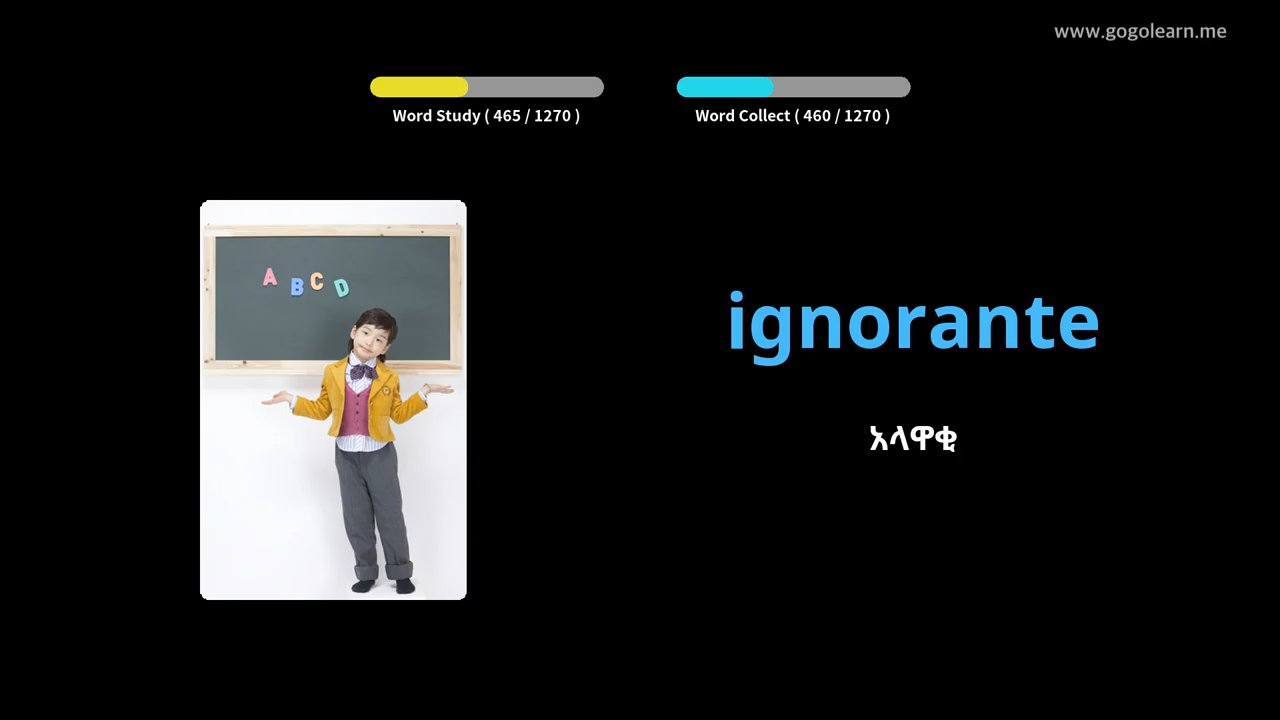 www.gogolearn.me
Word Study ( 465 / 1270 )
Word Collect ( 460 / 1270 )
A B C D
ignorante
አላዋቂ